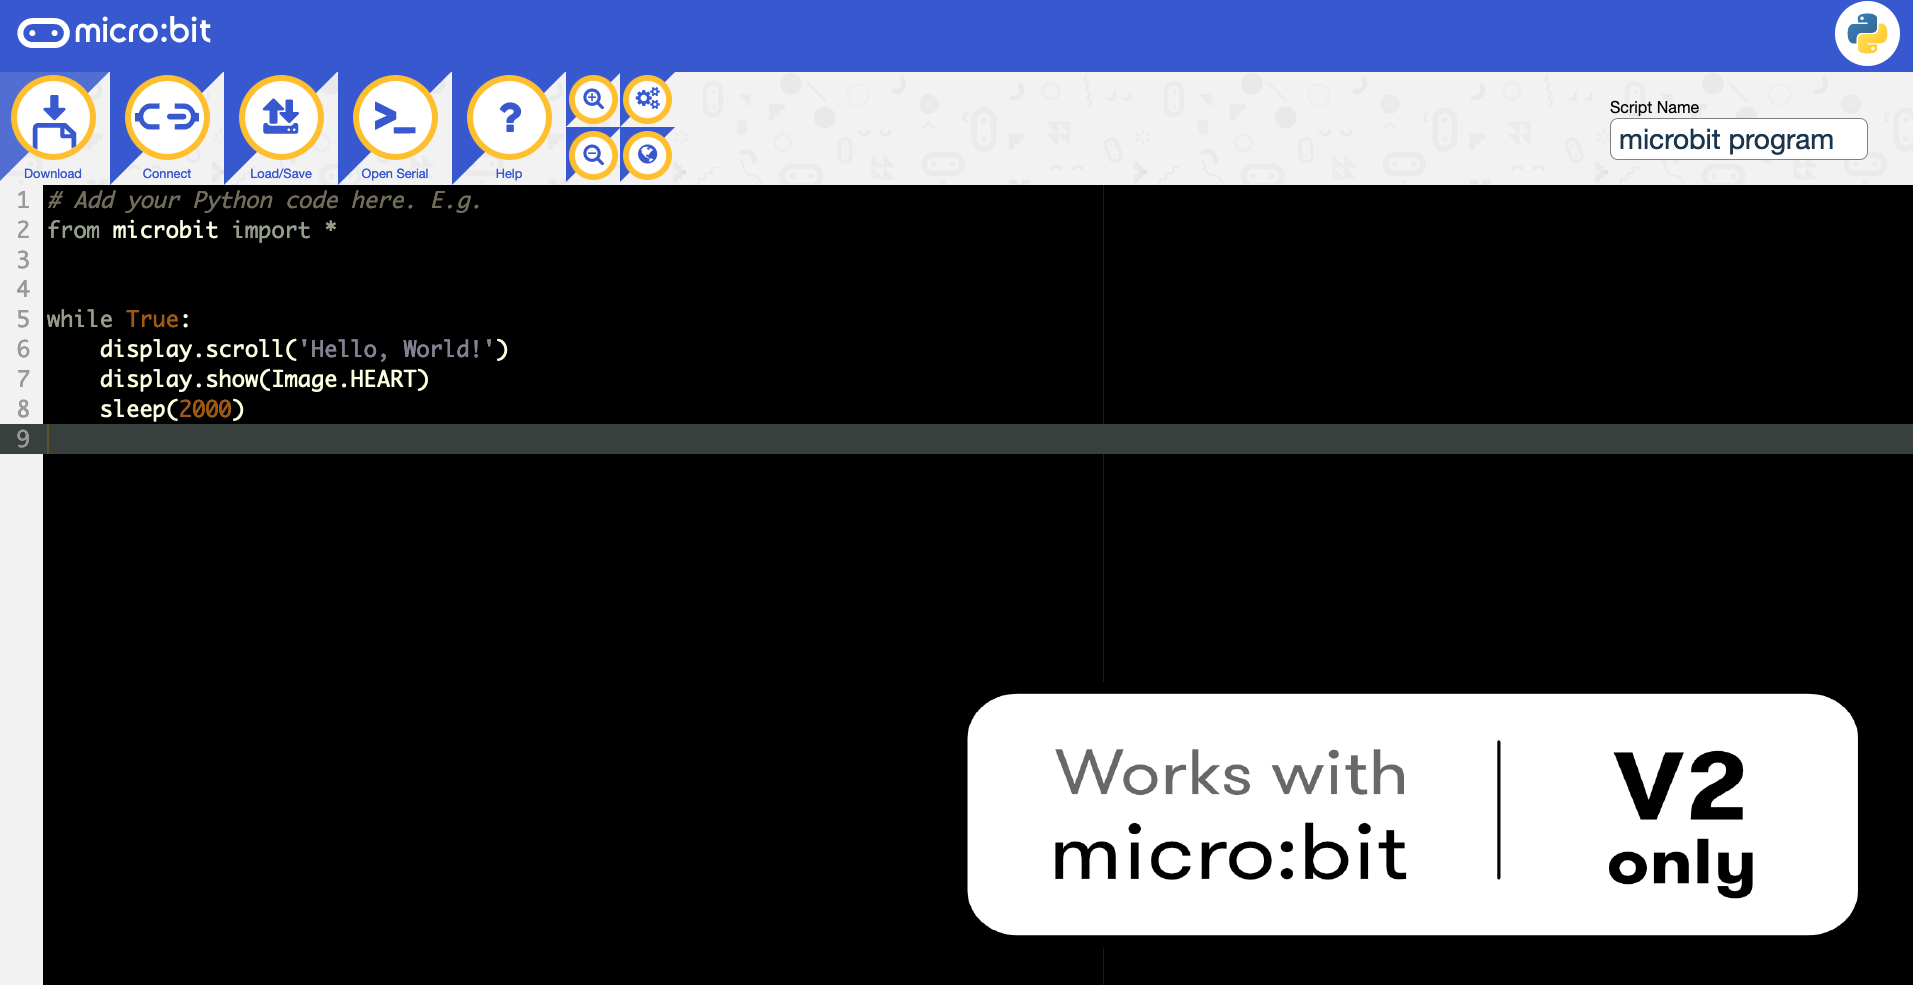 micro:bit
Script Name
microbit program
Download
Connect
Load/Save
Open Serial
Help
1 # Add your Python code here. E.g.
2 from microbit import *
3
4
5 while True:
6     display.scroll('Hello, World!')
7     display.show(Image.HEART)
8     sleep(2000)
9
Works with
micro:bit
V2
only